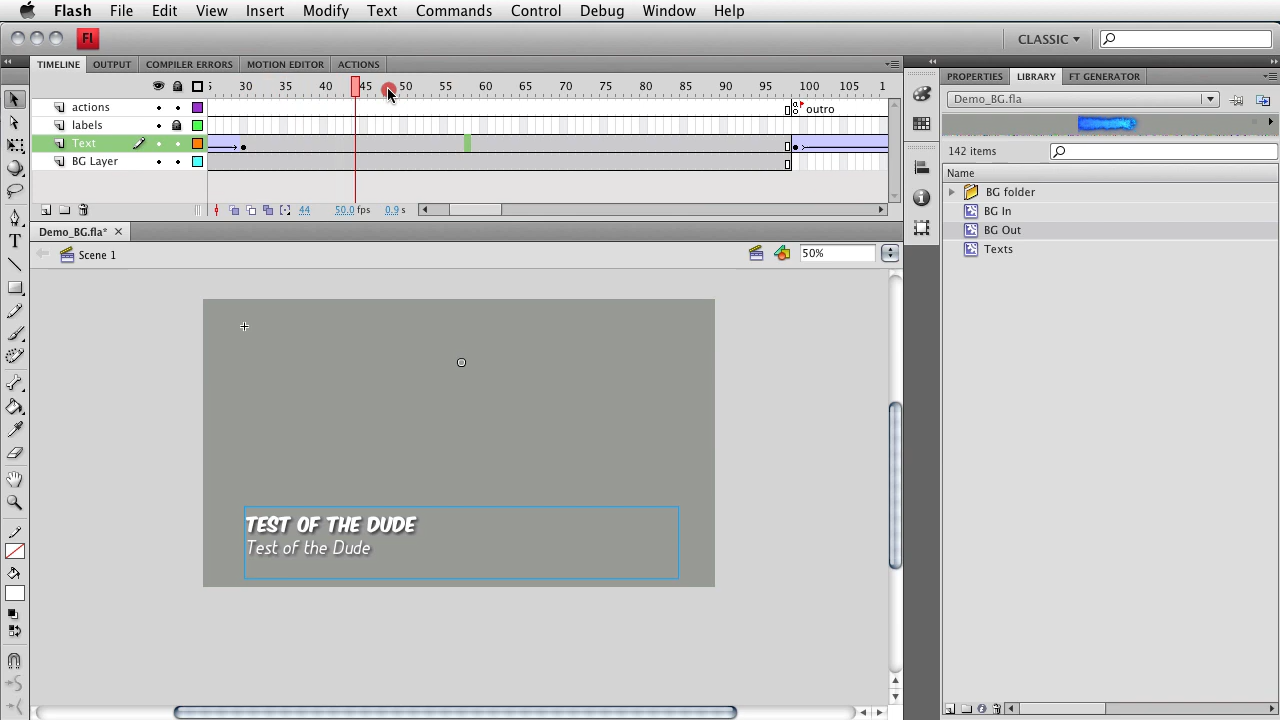 Flash File Edit View Insert Modify Text Commands Control Debug Window Help
Fl CLASSIC
TIMELINE OUTPUT COMPILER ERRORS MOTION EDITOR ACTIONS
PROPERTIES LIBRARY FT GENERATOR
30 35 40 45 50 55 60 65 70 75 80 85 90 95 100 105
Demo_BG.fla
actions
outro
labels
Text
BG Layer
142 items
Name
BG folder
BG In
BG Out
Texts
44 50.0 fps 0.9 s
Demo_BG.fla*
Scene 1
50%
TEST OF THE DUDE
Test of the Dude